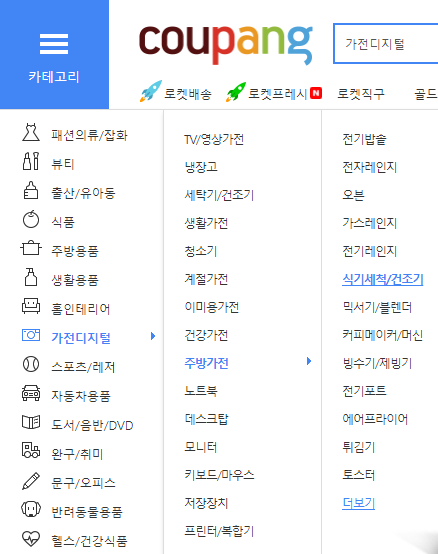 카테고리
coupang
가전디지털
로켓배송
로켓프레시 N
로켓직구
골드
패션의류/잡화
뷰티
출산/유아동
식품
주방용품
생활용품
홈인테리어
가전디지털
스포츠/레저
자동차용품
도서/음반/DVD
완구/취미
문구/오피스
반려동물용품
헬스/건강식품
TV/영상가전
냉장고
세탁기/건조기
생활가전
청소기
계절가전
이미용가전
건강가전
주방가전
노트북
데스크탑
모니터
키보드/마우스
저장장치
프린터/복합기
전기밥솥
전자레인지
오븐
가스레인지
전기레인지
식기세척/건조기
믹서기/블렌더
커피메이커/머신
빙수기/제빙기
전기포트
에어프라이어
튀김기
토스터
더보기